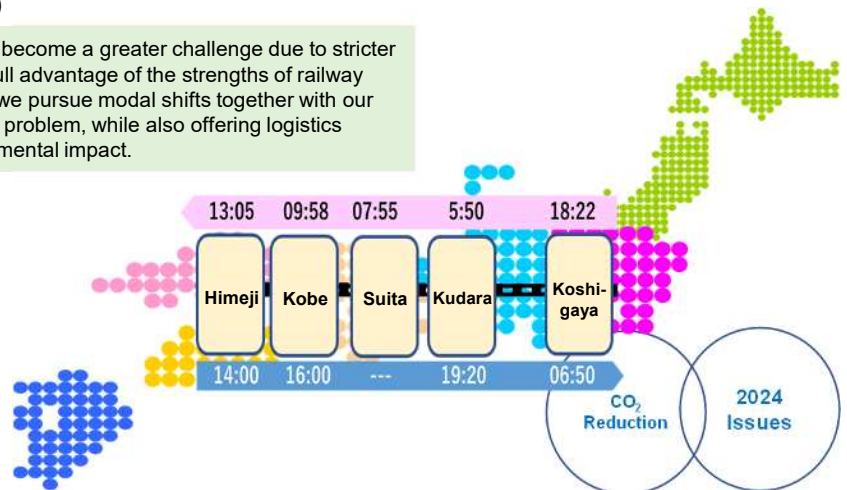 )
become a greater challenge due to stricter
ull advantage of the strengths of railway
we pursue modal shifts together with our
problem, while also offering logistics
mental impact.
13:05 09:58 07:55 5:50 18:22
Himeji Kobe Suita Kudara Koshi-
gaya
14:00 16:00 --- 19:20 06:50
CO₂
Reduction
2024
Issues